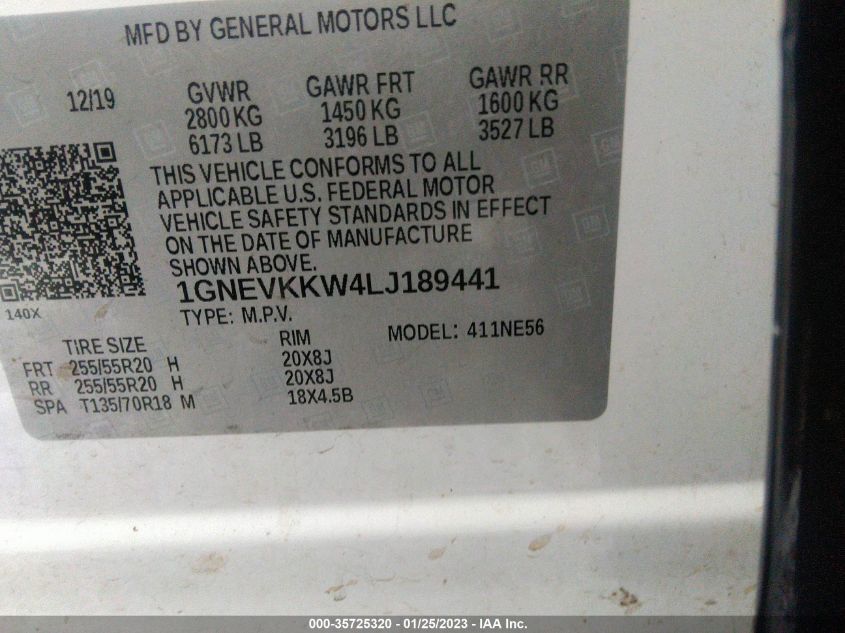 MFD BY GENERAL MOTORS LLC
12/19 GVWR GAWR FRT GAWR RR
2800 KG 1450 KG 1600 KG
6173 LB 3196 LB 3527 LB
THIS VEHICLE CONFORMS TO ALL
APPLICABLE U.S. FEDERAL MOTOR
VEHICLE SAFETY STANDARDS IN EFFECT
ON THE DATE OF MANUFACTURE
SHOWN ABOVE.
1GNEVKKW4LJ189441
140X
TYPE: M.P.V. MODEL: 411NE56
TIRE SIZE RIM
FRT 255/55R20 H 20X8J
RR 255/55R20 H 20X8J
SPA T135/70R18 M 18X4.5B
000-35725320 - 01/25/2023 - IAA Inc.